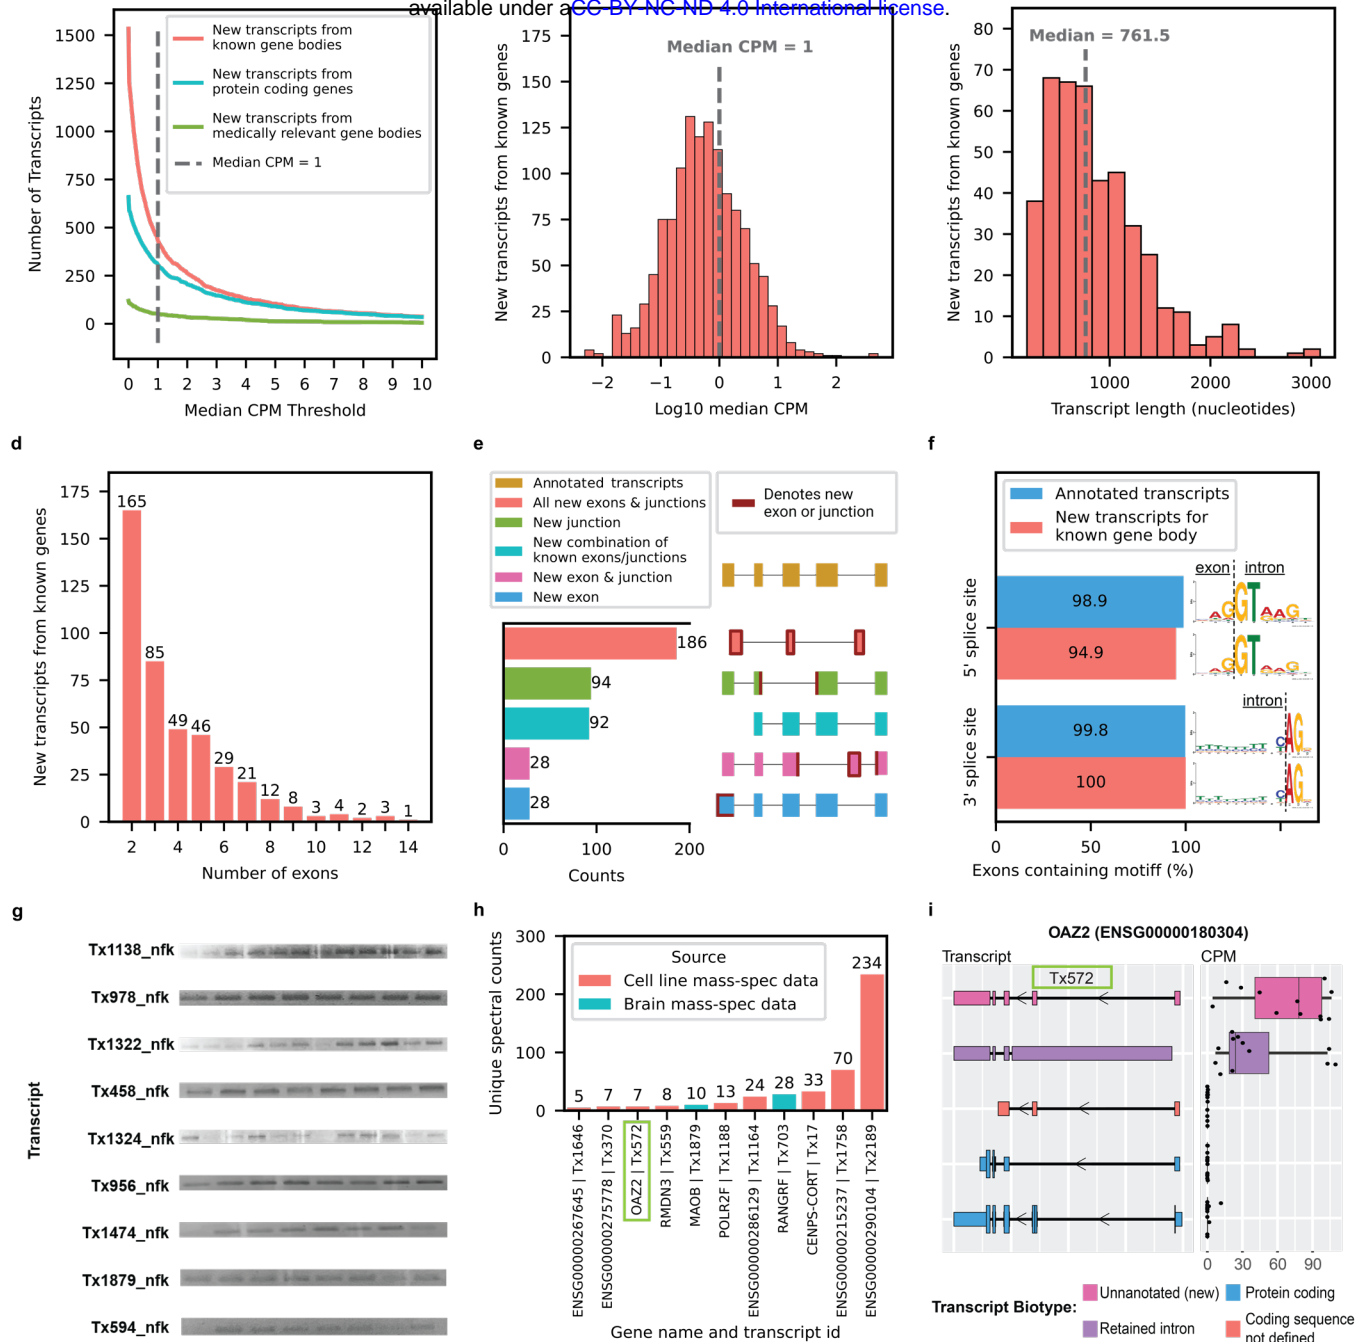 available under aCC-BY-NC-ND 4.0 International license.
New transcripts from
known gene bodies
New transcripts from
protein coding genes
New transcripts from
medically relevant gene bodies
Median CPM = 1
Number of Transcripts
1500
1250
1000
750
500
250
0
0 1 2 3 4 5 6 7 8 9 10
Median CPM Threshold
Median CPM = 1
New transcripts from known genes
175
150
125
100
75
50
25
0
−2 −1 0 1 2
Log10 median CPM
Median = 761.5
New transcripts from known genes
80
70
60
50
40
30
20
10
0
1000 2000 3000
Transcript length (nucleotides)
d
New transcripts from known genes
175
150
125
100
75
50
25
0
165
85
49
46
29
21
12
8
3
4
2
3
1
2 4 6 8 10 12 14
Number of exons
e
Annotated transcripts
All new exons & junctions
New junction
New combination of
known exons/junctions
New exon & junction
New exon
Denotes new
exon or junction
186
94
92
28
28
0 100 200
Counts
f
Annotated transcripts
New transcripts for
known gene body
5' splice site
3' splice site
98.9
94.9
99.8
100
exon intron
intron
0 50 100
Exons containing motiff (%)
g
Transcript
Tx1138_nfk
Tx978_nfk
Tx1322_nfk
Tx458_nfk
Tx1324_nfk
Tx956_nfk
Tx1474_nfk
Tx1879_nfk
Tx594_nfk
h
Unique spectral counts
300
200
100
0
Source
Cell line mass-spec data
Brain mass-spec data
5
7
7
8
10
13
24
28
33
70
234
ENSG00000267645 | Tx1646
ENSG00000275778 | Tx370
OAZ2 | Tx572
RMDN3 | Tx559
MAOB | Tx1879
POLR2F | Tx188
ENSG00000286129 | Tx1164
RANGRF | Tx703
CENPS-CORT | Tx17
ENSG00000215237 | Tx1758
ENSG00000290104 | Tx2189
Gene name and transcript id
i
OAZ2 (ENSG00000180304)
Transcript
CPM
Tx572
0 30 60 90
Transcript Biotype:
Unnanotated (new)
Protein coding
Retained intron
Coding sequence
not defined